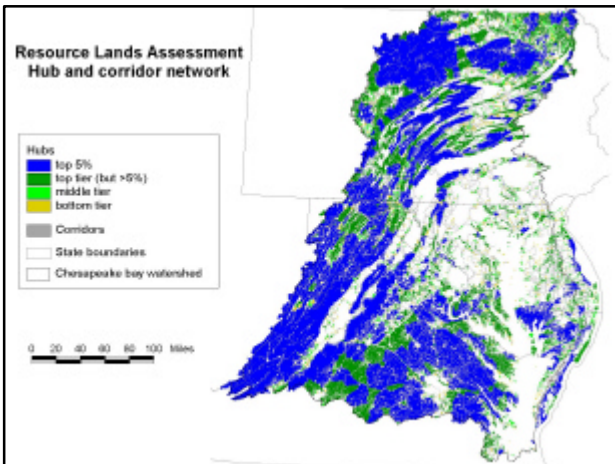 Resource Lands Assessment
Hub and corridor network
Hubs
top 5%
top tier (but >5%)
middle tier
bottom tier
Corridors
State boundaries
Chesapeake bay watershed
0 20 40 60 80 100 Miles